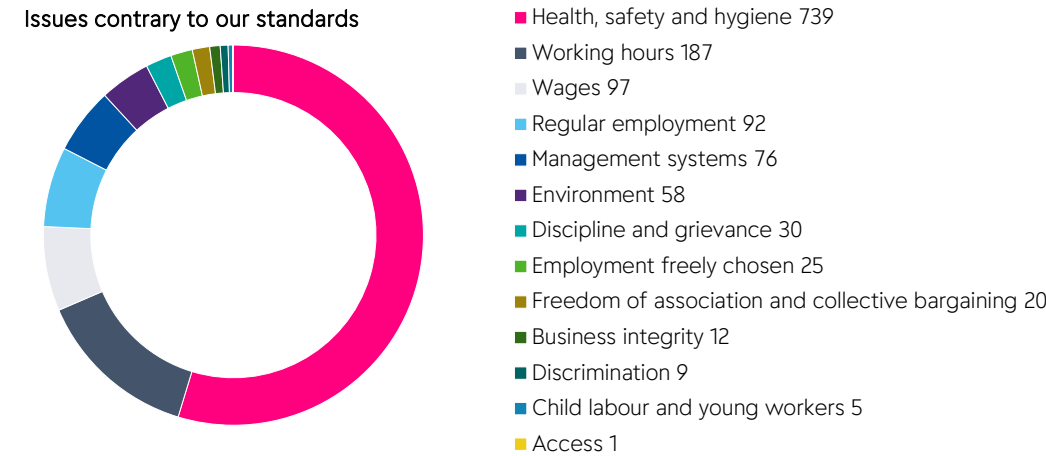 Issues contrary to our standards
Health, safety and hygiene 739
Working hours 187
Wages 97
Regular employment 92
Management systems 76
Environment 58
Discipline and grievance 30
Employment freely chosen 25
Freedom of association and collective bargaining 20
Business integrity 12
Discrimination 9
Child labour and young workers 5
Access 1